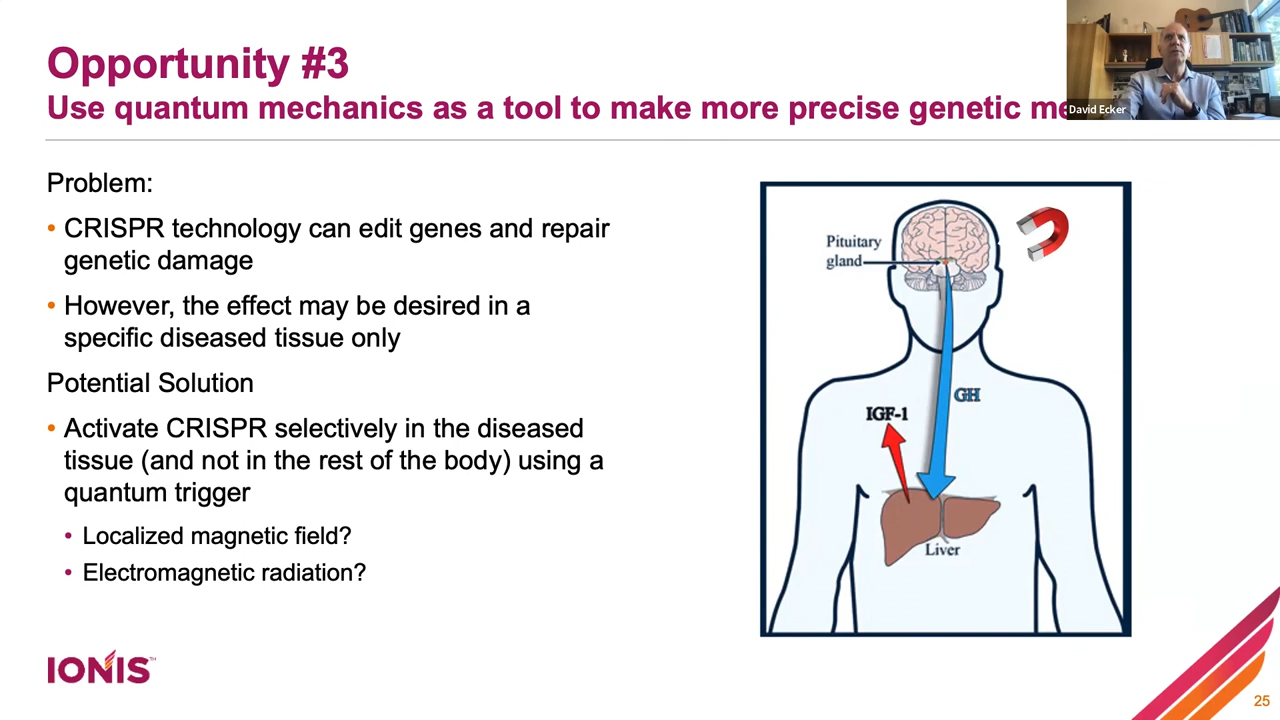 Opportunity #3
Use quantum mechanics as a tool to make more precise genetic
David Ecker
Problem:
• CRISPR technology can edit genes and repair
genetic damage
• However, the effect may be desired in a
specific diseased tissue only
Potential Solution
• Activate CRISPR selectively in the diseased
tissue (and not in the rest of the body) using a
quantum trigger
• Localized magnetic field?
• Electromagnetic radiation?
Pituitary
gland
GH
IGF-1
Liver
IONIS™
25